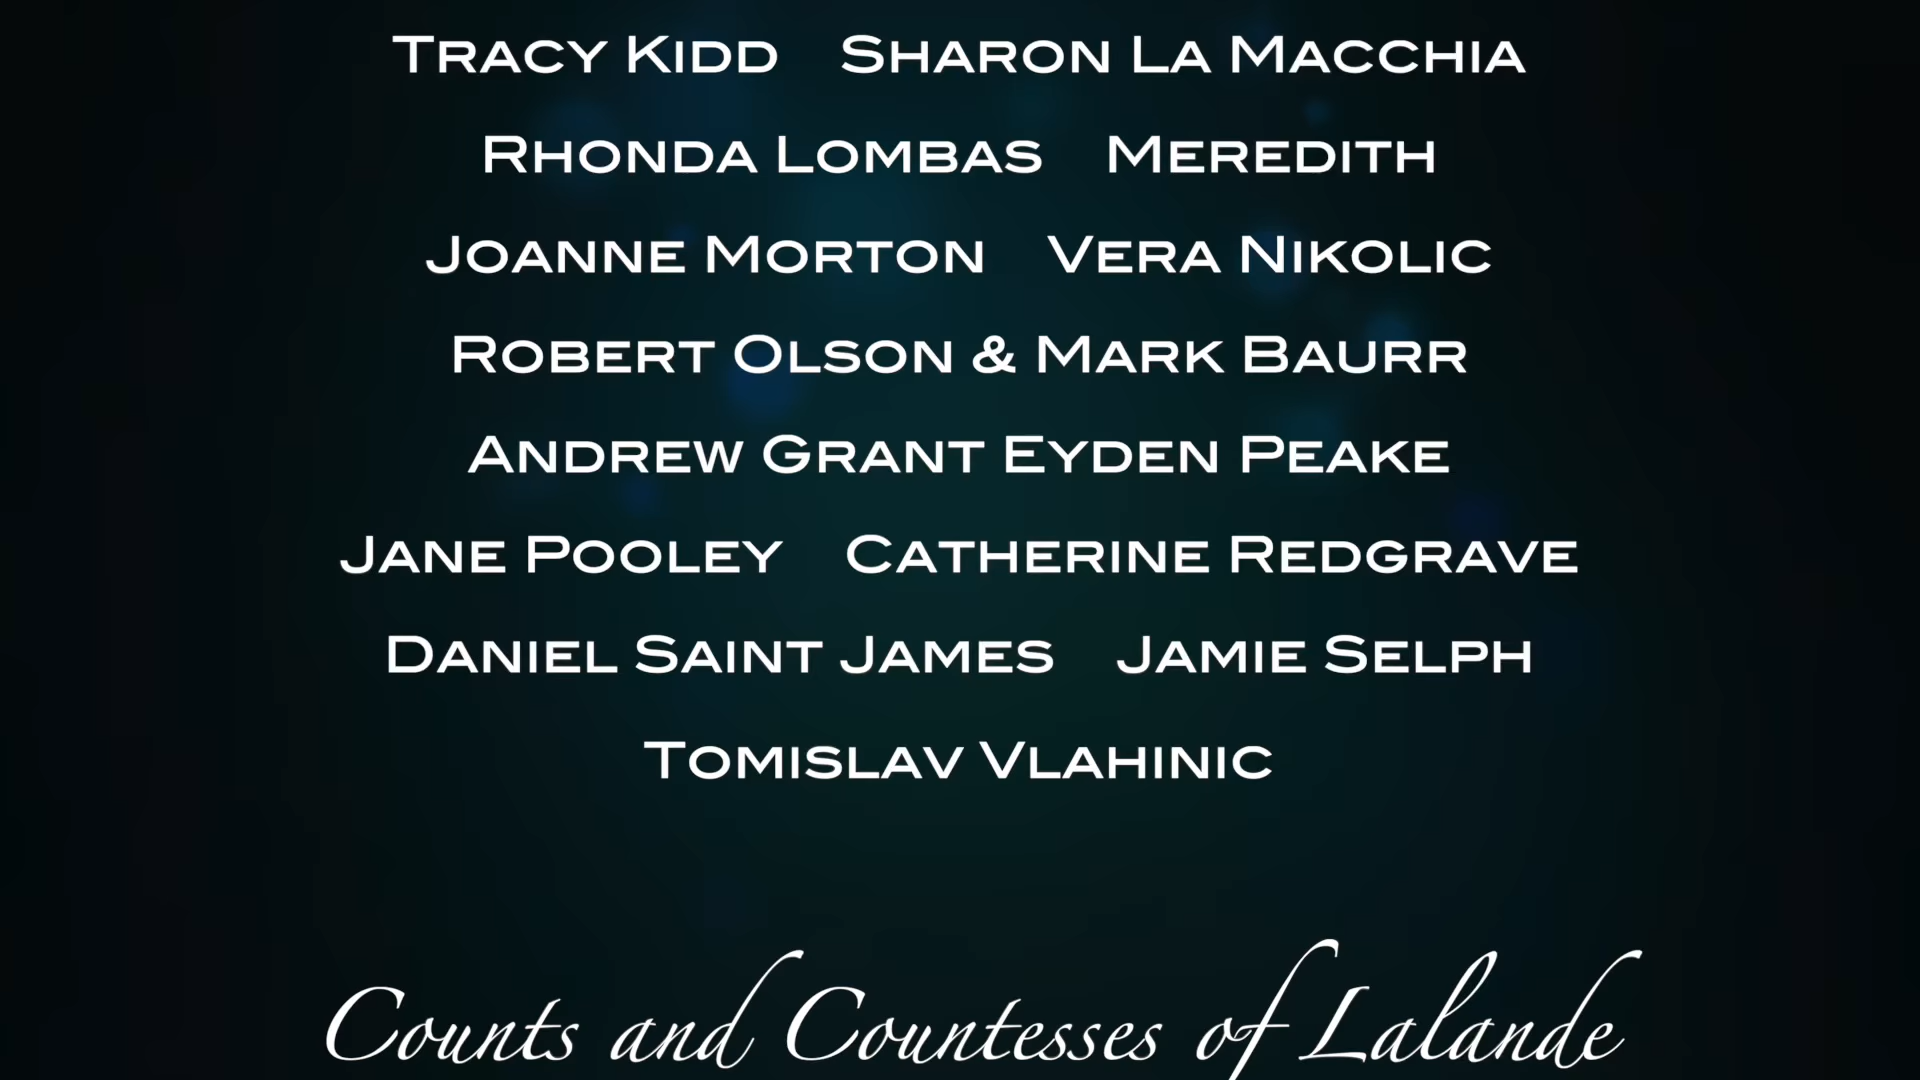 Tracy Kidd Sharon La Macchia
Rhonda Lombas Meredith
Joanne Morton Vera Nikolic
Robert Olson & Mark Baurr
Andrew Grant Eyden Peake
Jane Pooley Catherine Redgrave
Daniel Saint James Jamie Selph
Tomislav Vlahinic
Counts and Countesses of Lalande